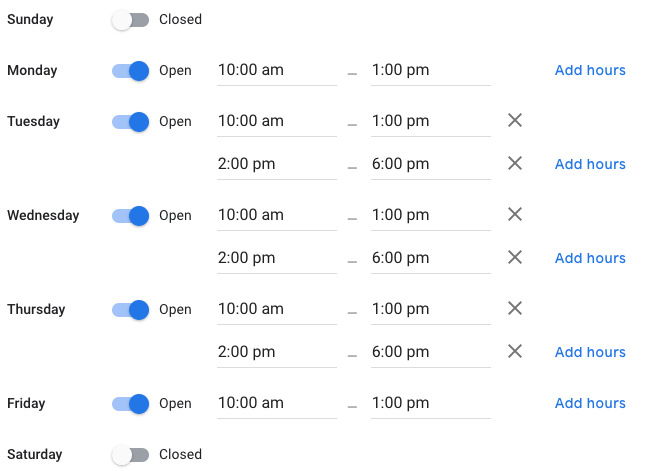 Sunday Closed
Monday Open 10:00 am – 1:00 pm Add hours
Tuesday Open 10:00 am – 1:00 pm
2:00 pm – 6:00 pm Add hours
Wednesday Open 10:00 am – 1:00 pm
2:00 pm – 6:00 pm Add hours
Thursday Open 10:00 am – 1:00 pm
2:00 pm – 6:00 pm Add hours
Friday Open 10:00 am – 1:00 pm Add hours
Saturday Closed